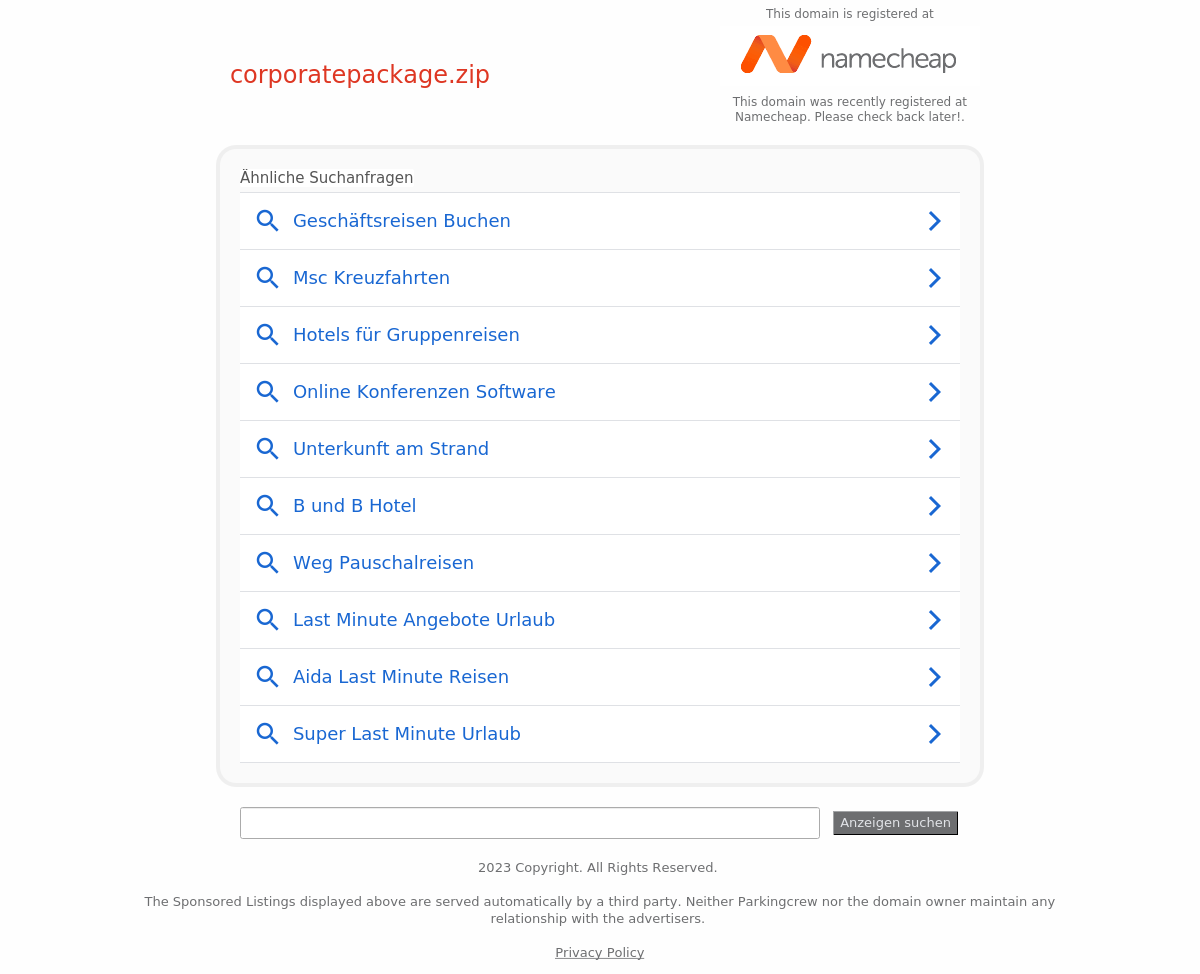 This domain is registered at
namecheap
corporatepackage.zip
This domain was recently registered at
Namecheap. Please check back later!.
Ähnliche Suchanfragen
Geschäftsreisen Buchen
Msc Kreuzfahrten
Hotels für Gruppenreisen
Online Konferenzen Software
Unterkunft am Strand
B und B Hotel
Weg Pauschalreisen
Last Minute Angebote Urlaub
Aida Last Minute Reisen
Super Last Minute Urlaub
Anzeigen suchen
2023 Copyright. All Rights Reserved.
The Sponsored Listings displayed above are served automatically by a third party. Neither Parkingcrew nor the domain owner maintain any
relationship with the advertisers.
Privacy Policy